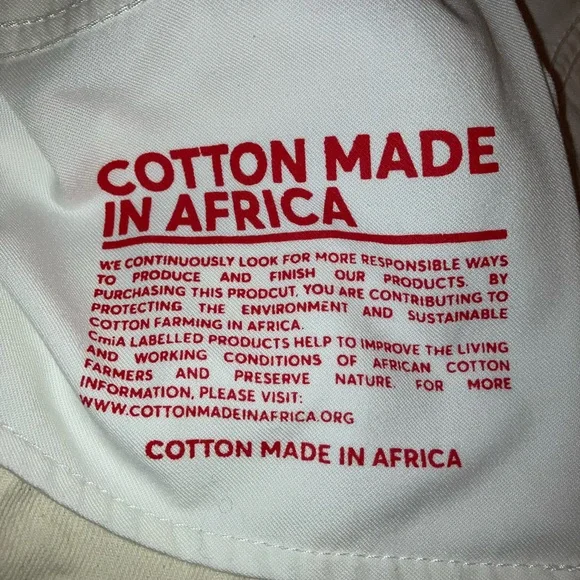 COTTON MADE
IN AFRICA
WE CONTINUOUSLY LOOK FOR MORE RESPONSIBLE WAYS
TO PRODUCE AND FINISH OUR PRODUCTS. BY
PURCHASING THIS PRODCUT, YOU ARE CONTRIBUTING TO
PROTECTING THE ENVIRONMENT AND SUSTAINABLE
COTTON FARMING IN AFRICA.
CmiA LABELLED PRODUCTS HELP TO IMPROVE THE LIVING
AND WORKING CONDITIONS OF AFRICAN COTTON
FARMERS AND PRESERVE NATURE. FOR MORE
INFORMATION, PLEASE VISIT:
WWW.COTTONMADEINAFRICA.ORG
COTTON MADE IN AFRICA